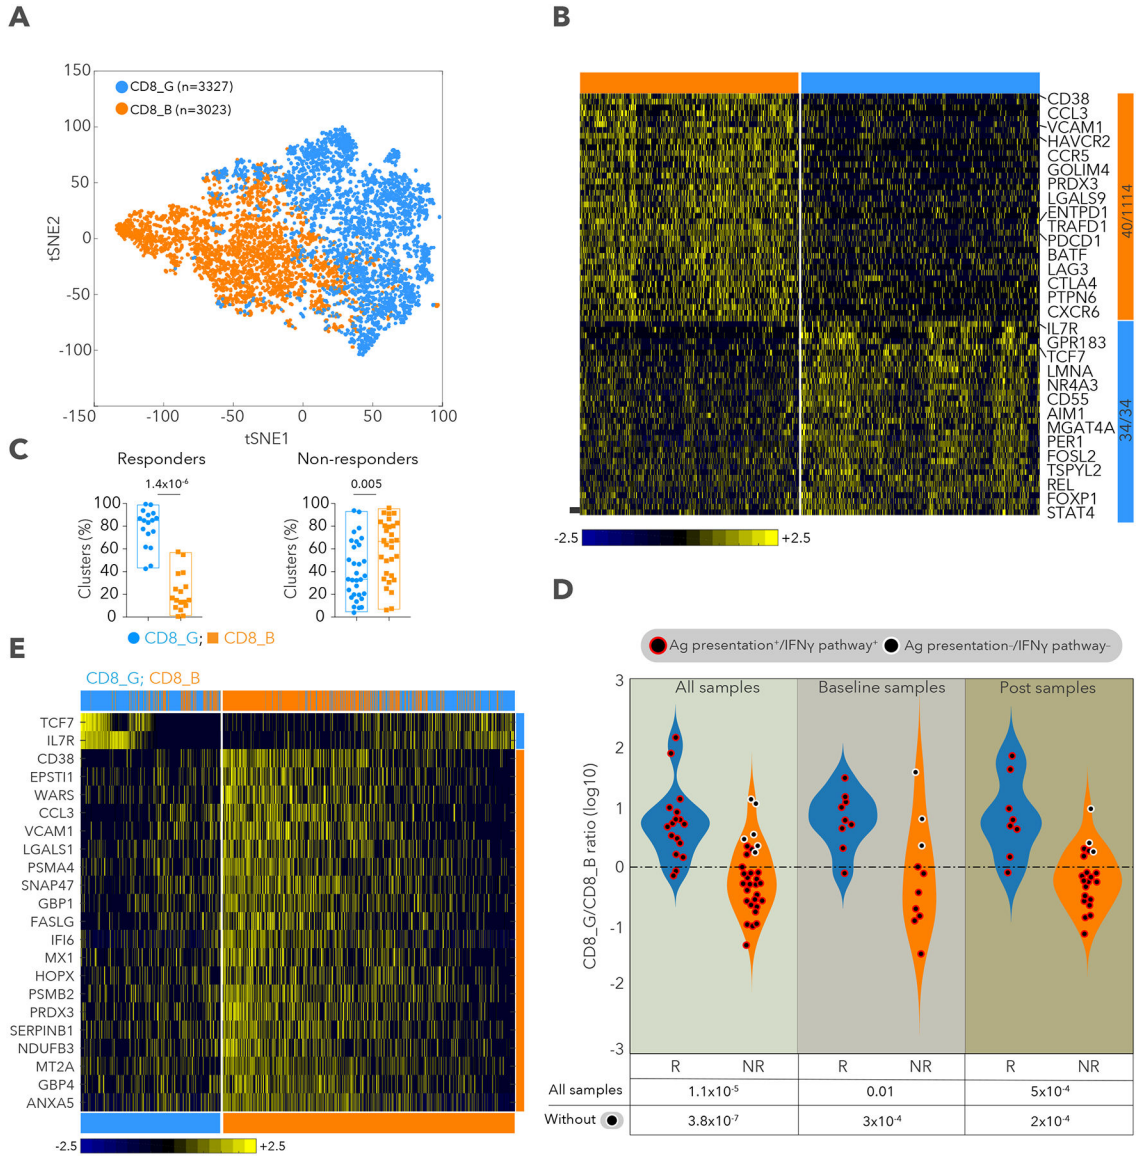 A
150
100
50
0
-50
-100
-150
-100
-50
0
50
100
tSNE2
tSNE1
CD8_G (n=3327)
CD8_B (n=3023)
B
CD38
CCL3
VCAM1
HAVCR2
CCR5
GOLIM4
PRDX3
LGALS9
ENTPD1
TRAFD1
PDCD1
BATF
LAG3
CTLA4
PTPN6
CXCR6
IL7R
GPR183
TCF7
LMNA
NR4A3
CD55
AIM1
MGAT4A
PER1
FOSL2
TSPYL2
REL
FOXP1
STAT4
40/1114
34/34
-2.5 +2.5
C
Responders
1.4x10⁻⁶
Clusters (%)
100
80
60
40
20
0
Non-responders
0.005
Clusters (%)
100
80
60
40
20
0
CD8_G; CD8_B
D
Ag presentation⁺/IFNγ pathway⁺ Ag presentation⁻/IFNγ pathway⁻
All samples Baseline samples Post samples
CD8_G/CD8_B ratio (log10)
3
2
1
0
-1
-2
-3
R NR R NR R NR
All samples 1.1x10⁻⁵ 0.01 5x10⁻⁴
Without 3.8x10⁻⁷ 3x10⁻⁴ 2x10⁻⁴
E
CD8_G; CD8_B
TCF7
IL7R
CD38
EPSTI1
WARS
CCL3
VCAM1
LGALS1
PSMA4
SNAP47
GBP1
FASLG
IFI6
MX1
HOPX
PSMB2
PRDX3
SERPINB1
NDUFB3
MT2A
GBP4
ANXA5
-2.5 +2.5